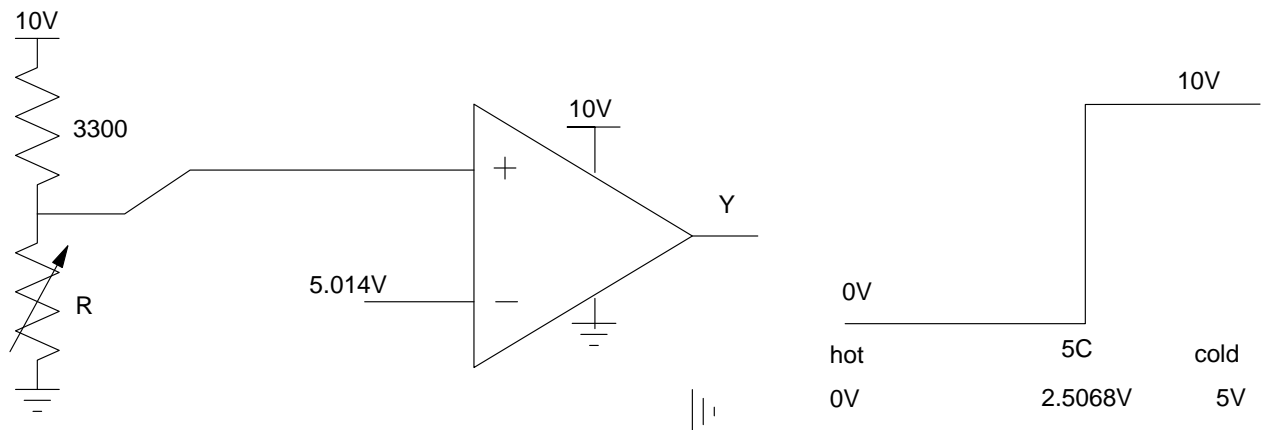 10V
3300
R
10V
+
5.014V
−
Y
10V
0V
hot 5C cold
0V 2.5068V 5V